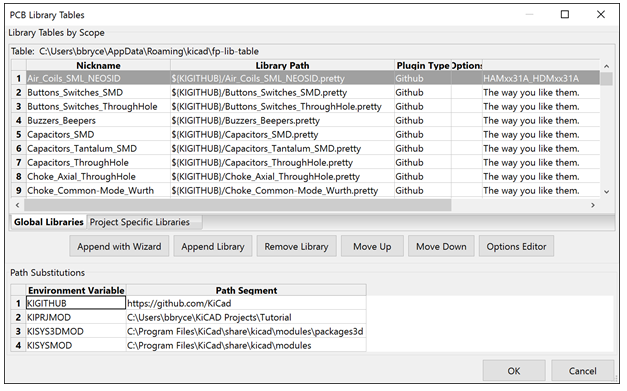 PCB Library Tables
Library Tables by Scope
Table: C:\Users\bbryce\AppData\Roaming\kicad\fp-lib-table
Nickname Library Path Plugin Type Options
1 Air_Coils_SML_NEOSID ${KIGITHUB}/Air_Coils_SML_NEOSID.pretty Github HAMxx31A_HDMxx31A
2 Buttons_Switches_SMD ${KIGITHUB}/Buttons_Switches_SMD.pretty Github The way you like them.
3 Buttons_Switches_ThroughHole ${KIGITHUB}/Buttons_Switches_ThroughHole.pretty Github The way you like them.
4 Buzzers_Beepers ${KIGITHUB}/Buzzers_Beepers.pretty Github The way you like them.
5 Capacitors_SMD ${KIGITHUB}/Capacitors_SMD.pretty Github The way you like them.
6 Capacitors_Tantalum_SMD ${KIGITHUB}/Capacitors_Tantalum_SMD.pretty Github The way you like them.
7 Capacitors_ThroughHole ${KIGITHUB}/Capacitors_ThroughHole.pretty Github The way you like them.
8 Choke_Axial_ThroughHole ${KIGITHUB}/Choke_Axial_ThroughHole.pretty Github The way you like them.
9 Choke_Common-Mode_Wurth ${KIGITHUB}/Choke_Common-Mode_Wurth.pretty Github The way you like them.
Global Libraries Project Specific Libraries
Append with Wizard Append Library Remove Library Move Up Move Down Options Editor
Path Substitutions
Environment Variable Path Segment
1 KIGITHUB https://github.com/KiCad
2 KIPRJMOD C:\Users\bbryce\KiCAD Projects\Tutorial
3 KISYS3DMOD C:\Program Files\KiCad\share\kicad\modules\packages3d
4 KISYSMOD C:\Program Files\KiCad\share\kicad\modules
OK Cancel